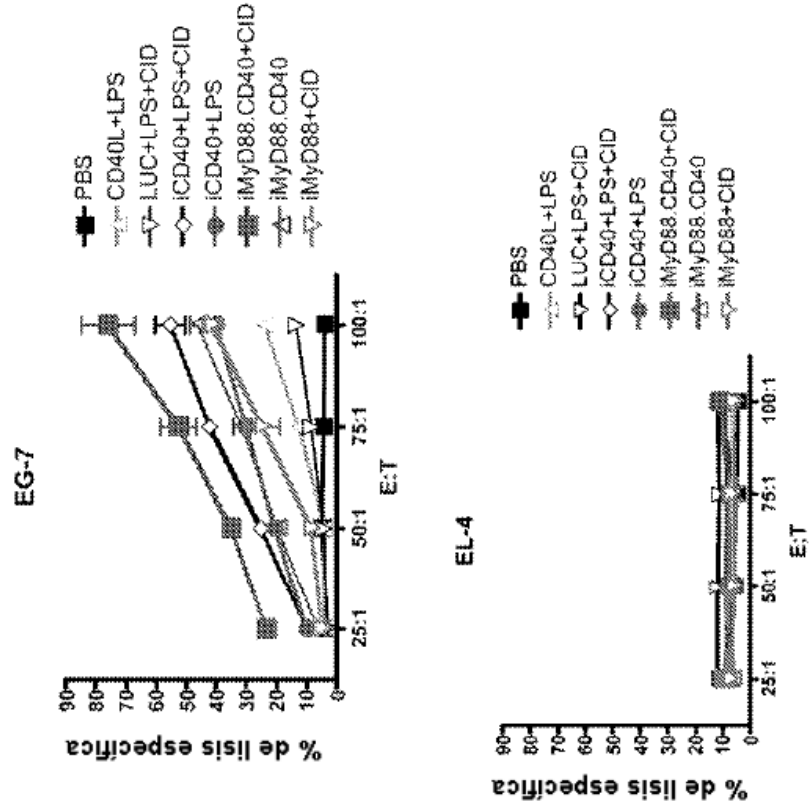 EG-7
% de lisis específica
90
80
70
60
50
40
30
20
10
0
25:1
50:1
75:1
100:1
E:T
PBS
CD40L+LPS
LUC+LPS+CID
iCD40+LPS+CID
iCD40+LPS
iMyD88.CD40+CID
iMyD88.CD40
iMyD88+CID
EL-4
% de lisis específica
90
80
70
60
50
40
30
20
10
0
25:1
50:1
75:1
100:1
E:T
PBS
CD40L+LPS
LUC+LPS+CID
iCD40+LPS+CID
iCD40+LPS
iMyD88.CD40+CID
iMyD88.CD40
iMyD88+CID